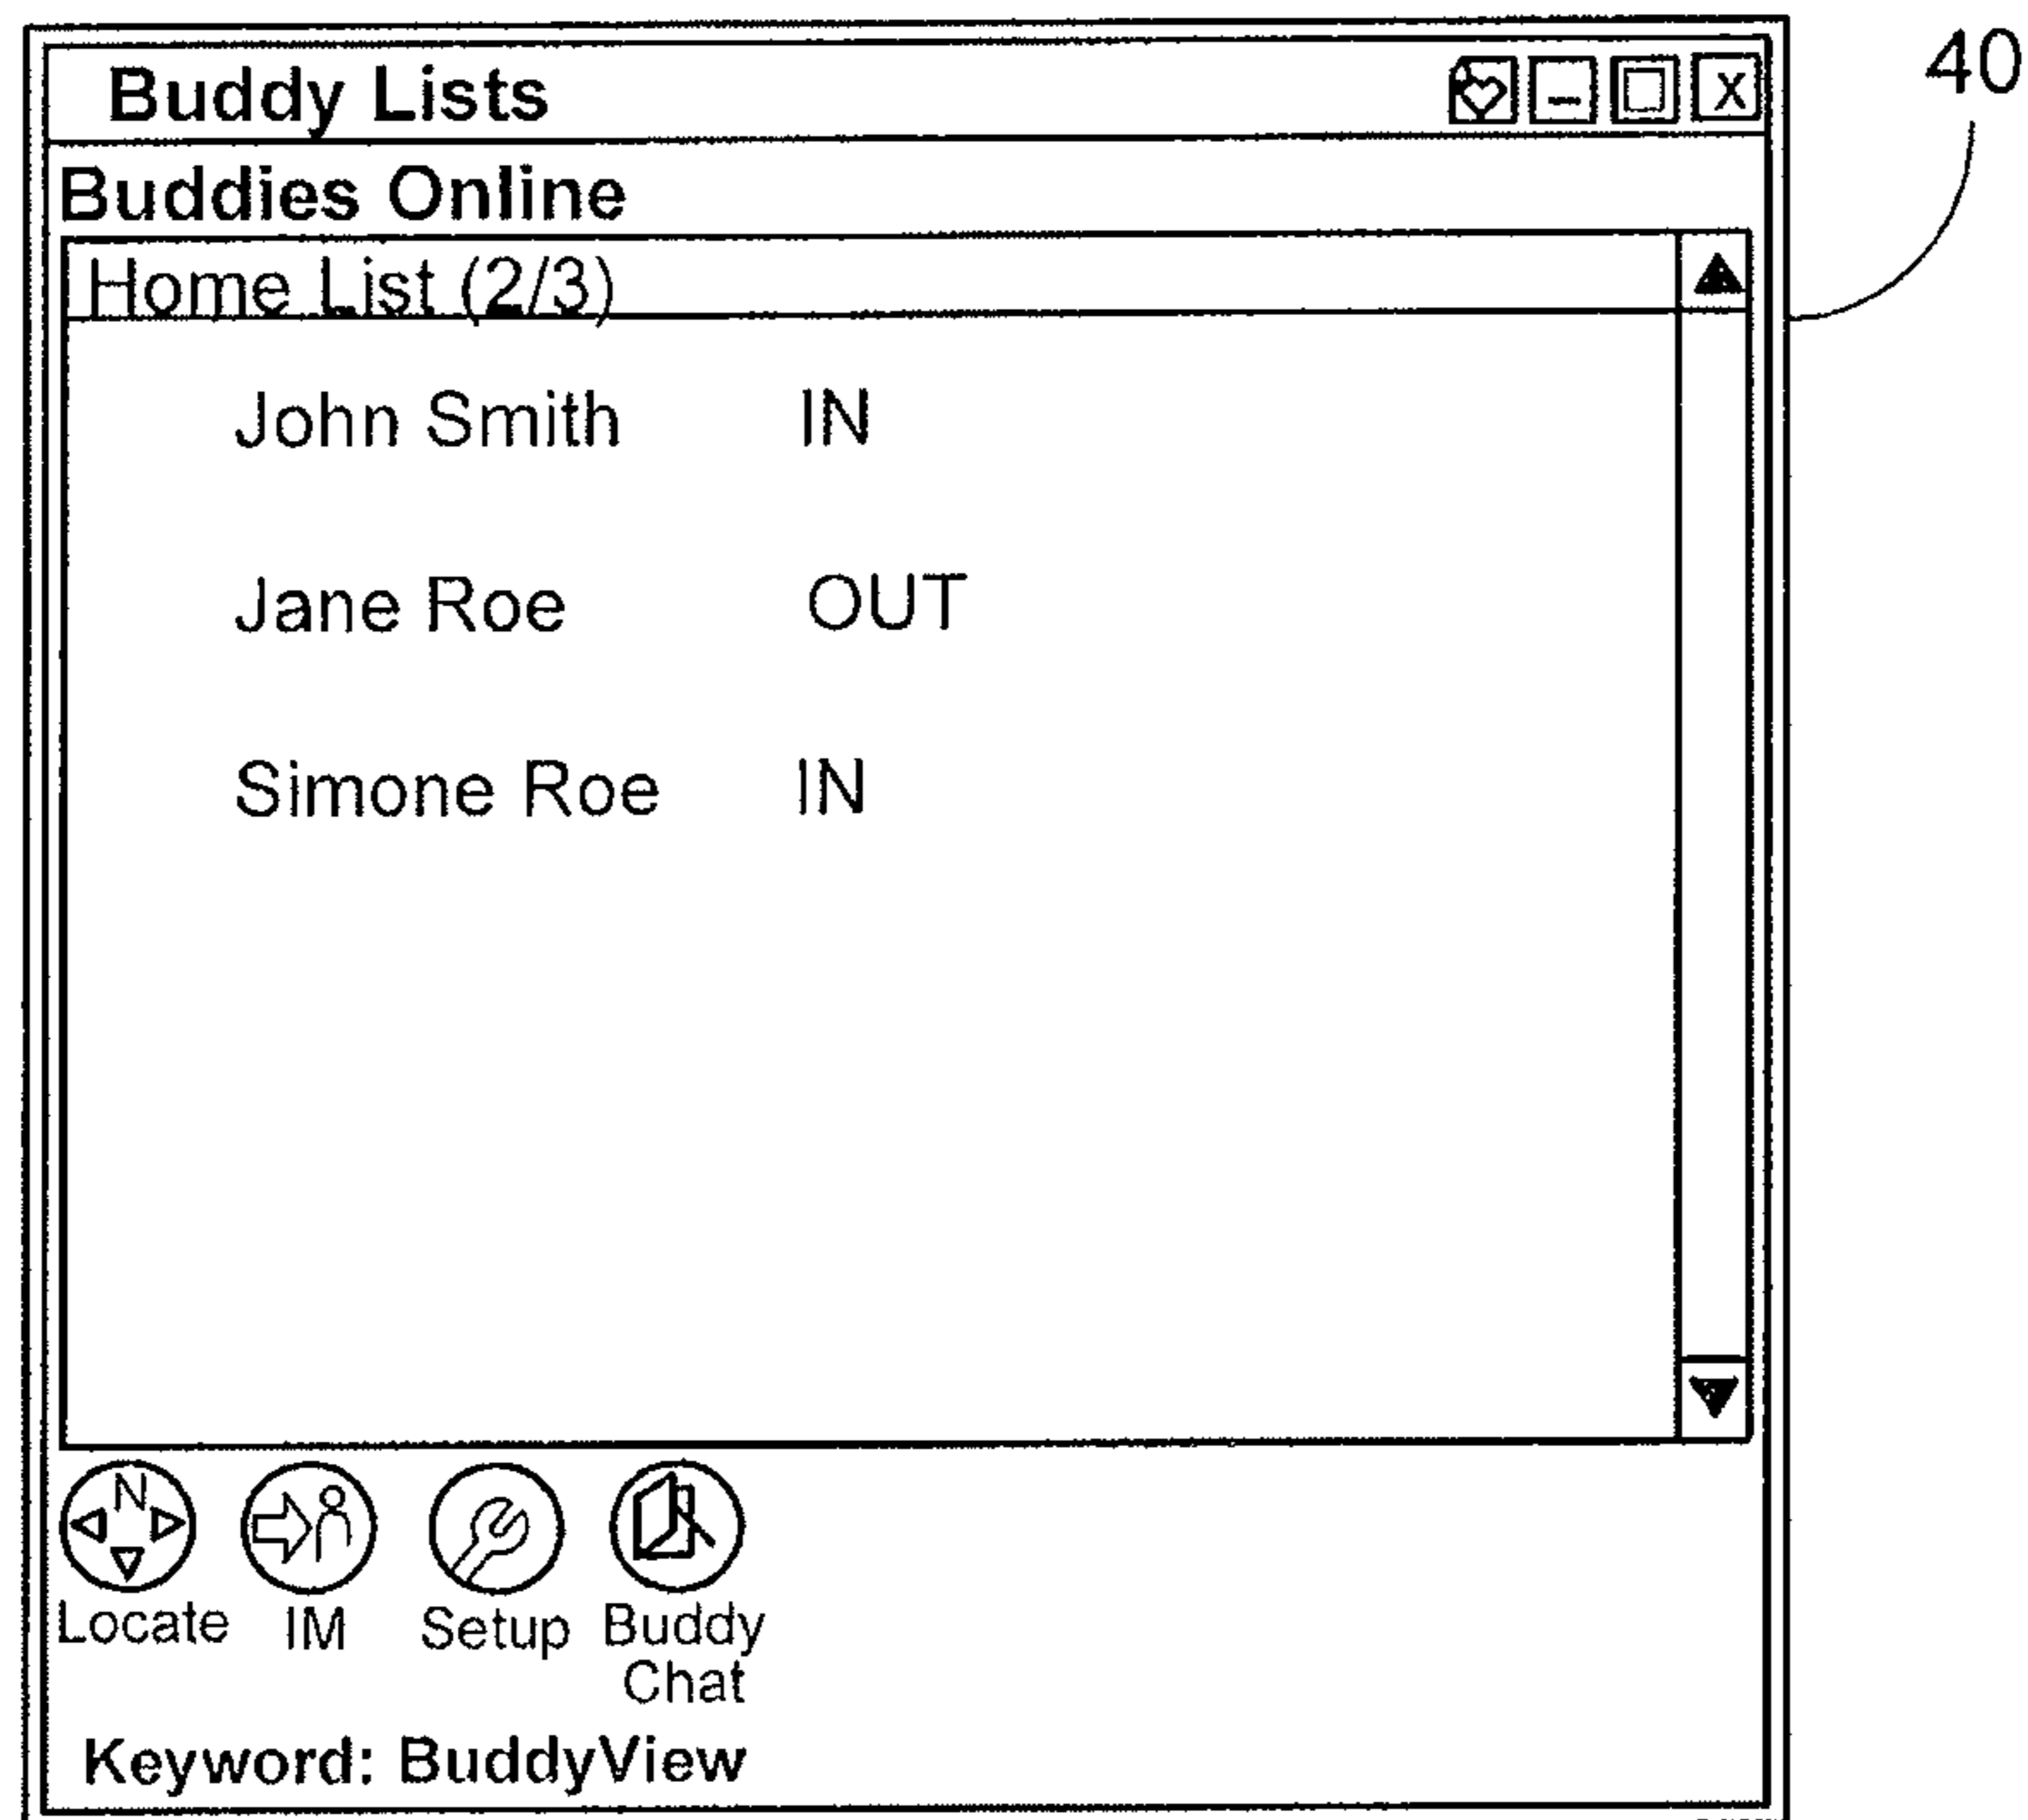 40
Buddy Lists X
Buddies Online
Home List (2/3)
John Smith IN
Jane Roe OUT
Simone Roe IN
N
Locate IM Setup Buddy
Chat
Keyword: BuddyView